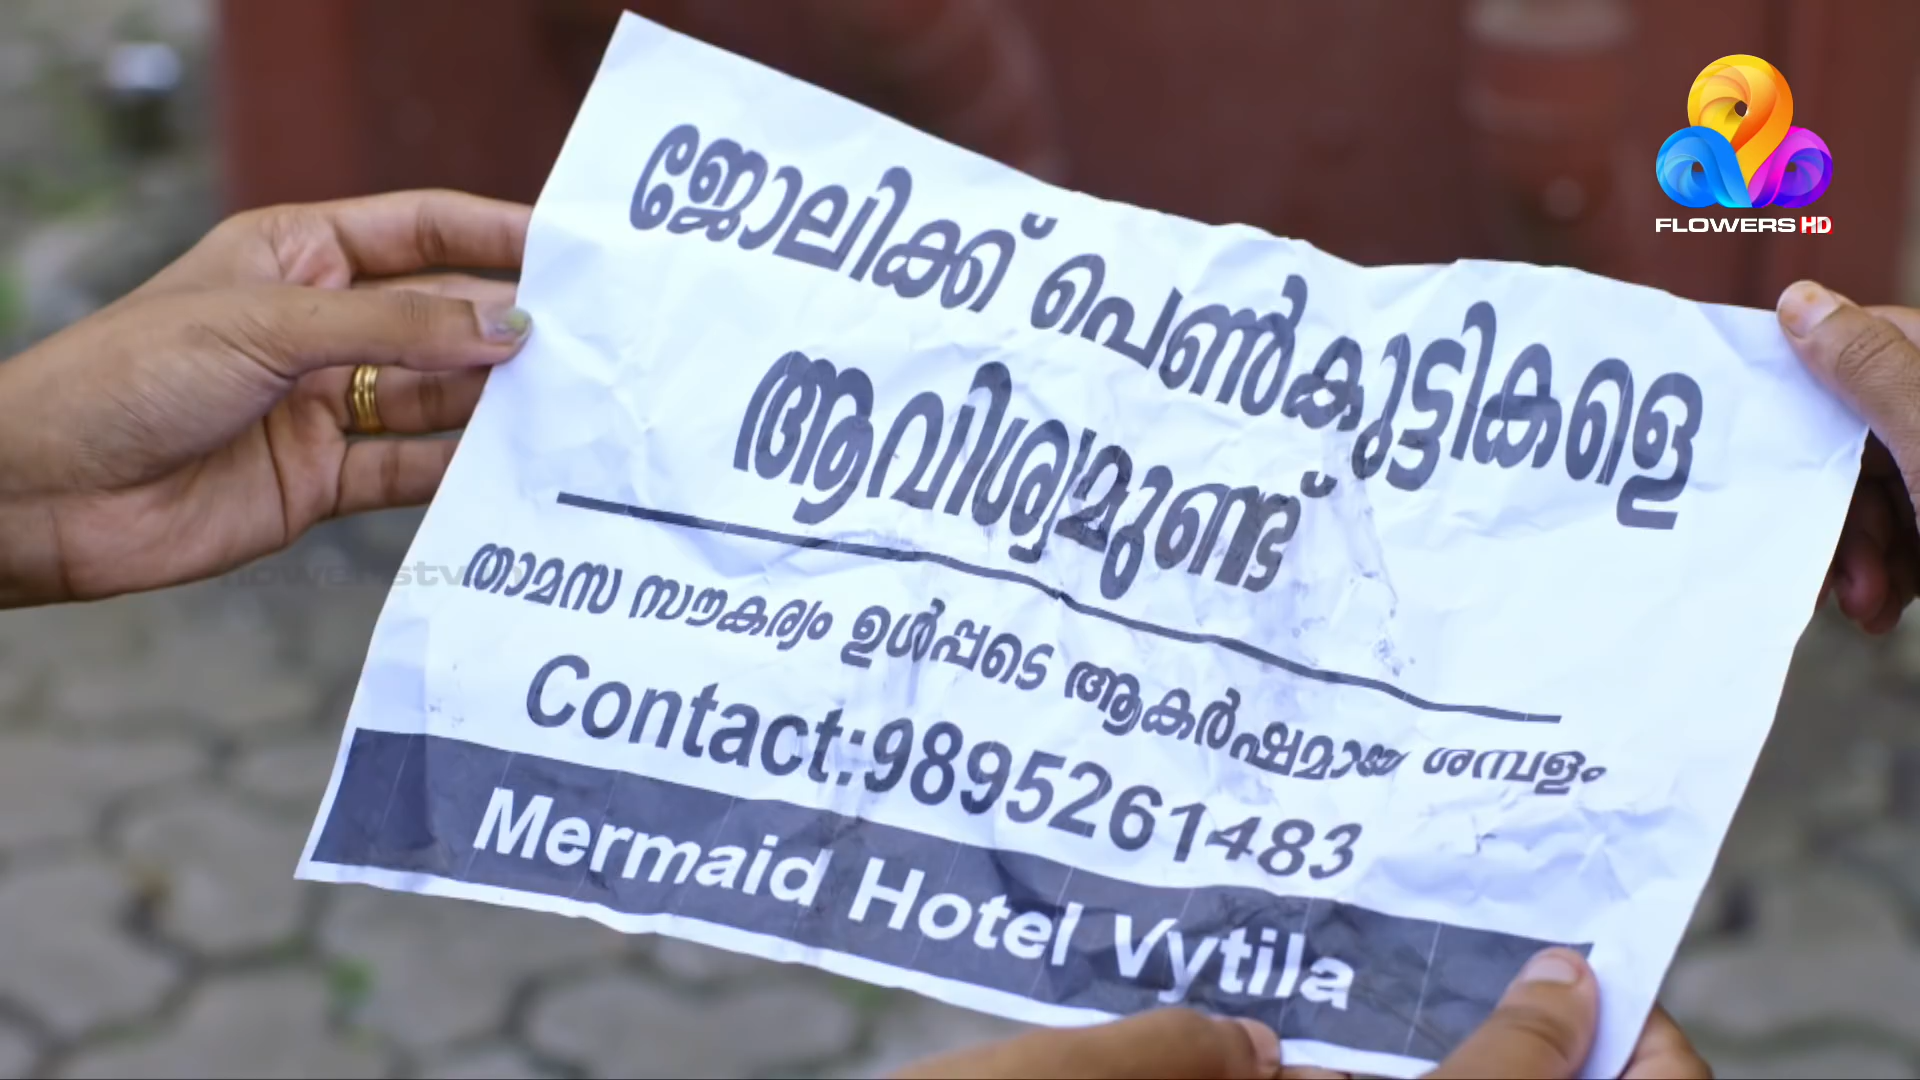 FLOWERS HD
ജോലിക്ക് പെൺകുട്ടികളെ
ആവിശ്യമുണ്ട്
താമസ സൗകര്യം ഉൾപ്പടെ ആകർഷമായ ശമ്പളം
Contact:9895261483
Mermaid Hotel Vytila